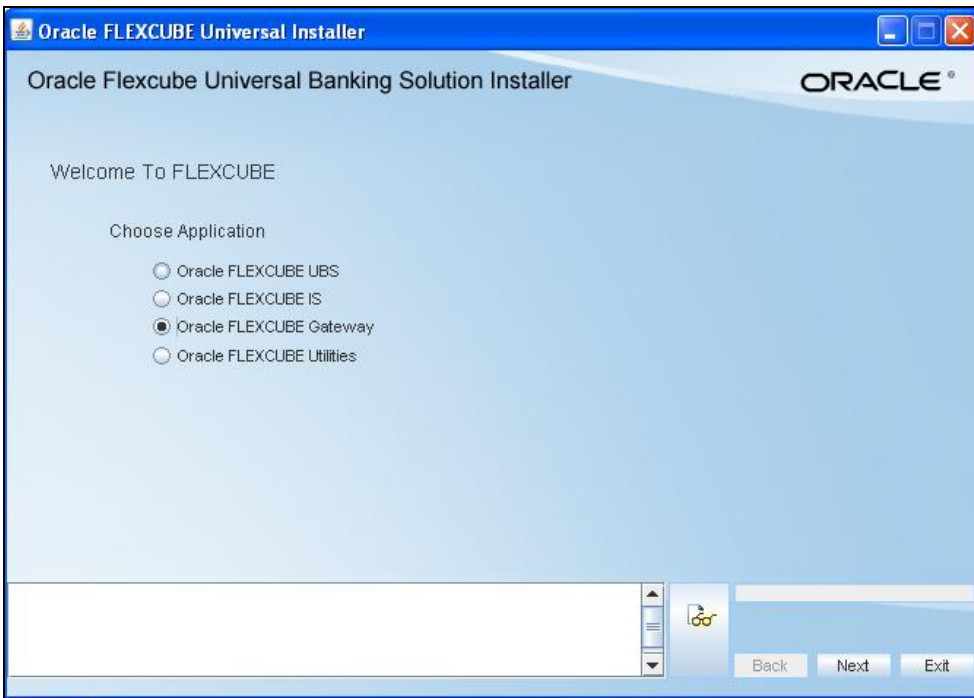 Oracle FLEXCUBE Universal Installer
Oracle Flexcube Universal Banking Solution Installer
ORACLE®
Welcome To FLEXCUBE
Choose Application
Oracle FLEXCUBE UBS
Oracle FLEXCUBE IS
Oracle FLEXCUBE Gateway
Oracle FLEXCUBE Utilities
Back Next Exit